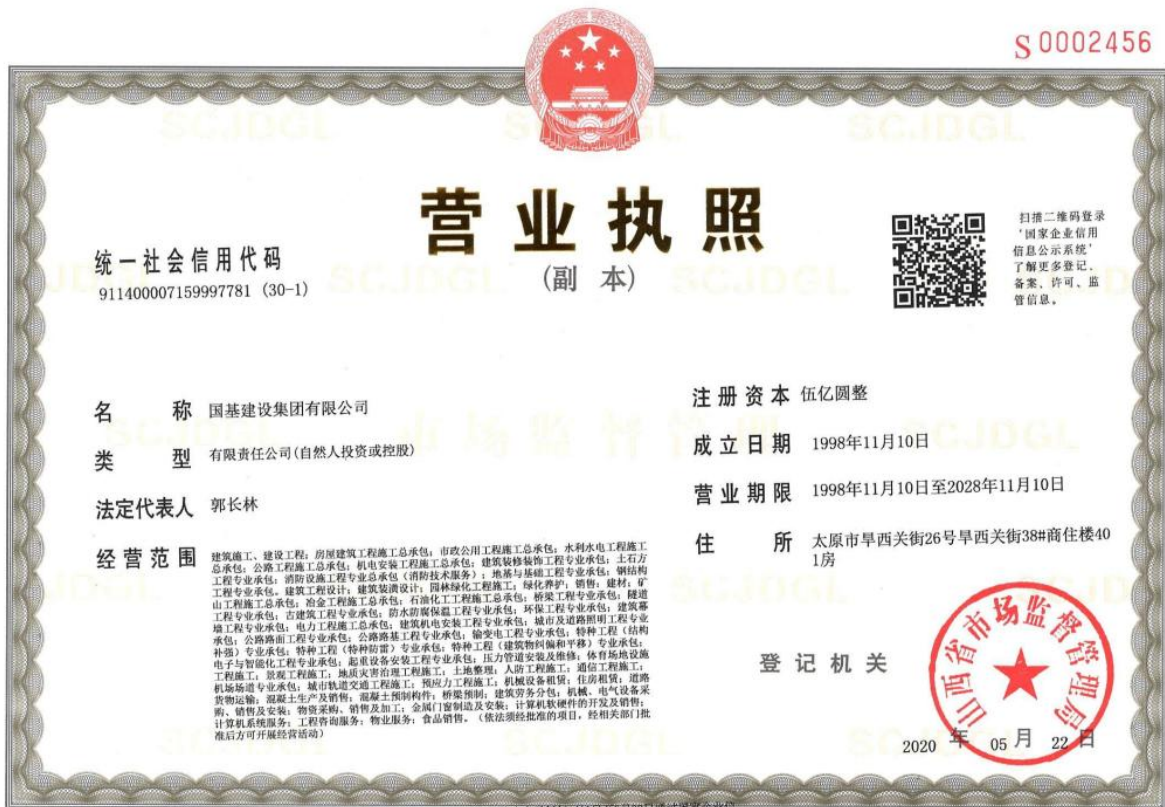 S 0002456
营业执照
(副 本)
统一社会信用代码
911400007159997781 (30-1)
扫描二维码登录
‘国家企业信用
信息公示系统’
了解更多登记、
备案、许可、监
管信息。
名 称 国基建设集团有限公司
类 型 有限责任公司(自然人投资或控股)
法定代表人 郭长林
经营范围
建筑施工、建设工程;房屋建筑工程施工总承包;市政公用工程施工总承包;水利水电工程施工
总承包;公路工程施工总承包;机电安装工程施工总承包;建筑装修装饰工程专业承包;土石方
工程专业承包;消防设施工程专业总承包(消防技术服务);地基与基础工程专业承包;钢结构
工程专业承包。建筑工程设计;建筑装潢设计;园林绿化工程施工;绿化养护;销售:建材;矿
山工程施工总承包;冶金工程施工总承包;石油化工工程施工总承包;桥梁工程专业承包;隧道
工程专业承包;古建筑工程专业承包;防水防腐保温工程专业承包;环保工程专业承包;建筑幕
墙工程专业承包;电力工程施工总承包;建筑机电安装工程专业承包;城市及道路照明工程专业
承包;公路路面工程专业承包;公路路基工程专业承包;输变电工程专业承包;特种工程(结构
补强)专业承包;特种工程(特种防雷)专业承包;特种工程(建筑物纠偏和平移)专业承包;
电子与智能化工程专业承包;起重设备安装工程专业承包;压力管道安装及维修;体育场地设施
工程施工;景观工程施工;地质灾害治理工程施工;土地整理;人防工程施工;通信工程施工;
机场场道专业承包;城市轨道交通工程施工;预应力工程施工;机械设备租赁;住房租赁;道路
货物运输;混凝土生产及销售;混凝土预制构件;桥梁预制;建筑劳务分包;机械、电气设备采
购、销售及安装;物资采购、销售及加工;金属门窗制造及安装;计算机软硬件的开发及销售;
计算机系统服务;工程咨询服务;物业服务;食品销售。(依法须经批准的项目,经相关部门批
准后方可开展经营活动)
注册资本 伍亿圆整
成立日期 1998年11月10日
营业期限 1998年11月10日至2028年11月10日
住 所 太原市旱西关街26号旱西关街38#商住楼40
1房
登记机关
山西省市场监督管理局
2020 年 05 月 22 日
SCJDGL
市场监督管理